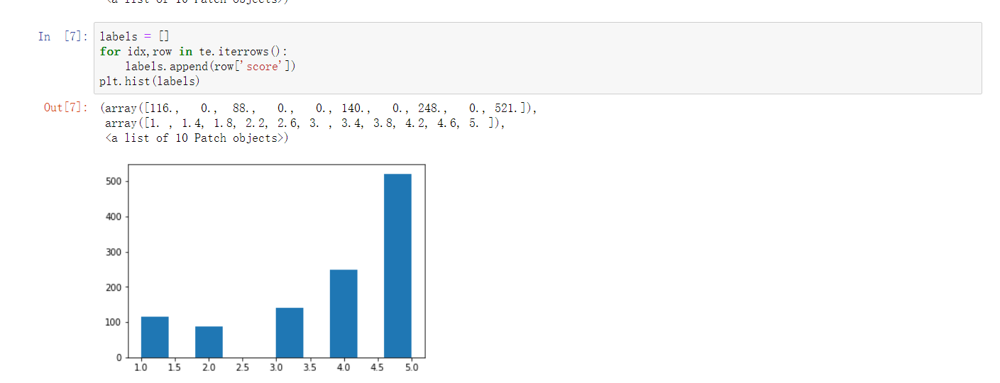 <a list of 10 Patch objects>)
In [7]: labels = []
for idx,row in te.iterrows():
    labels.append(row['score'])
plt.hist(labels)
Out[7]: (array([116.,   0.,  88.,   0.,   0., 140.,   0., 248.,   0., 521.]),
array([1. , 1.4, 1.8, 2.2, 2.6, 3. , 3.4, 3.8, 4.2, 4.6, 5. ]),
<a list of 10 Patch objects>)
500
400
300
200
100
0
1.0 1.5 2.0 2.5 3.0 3.5 4.0 4.5 5.0